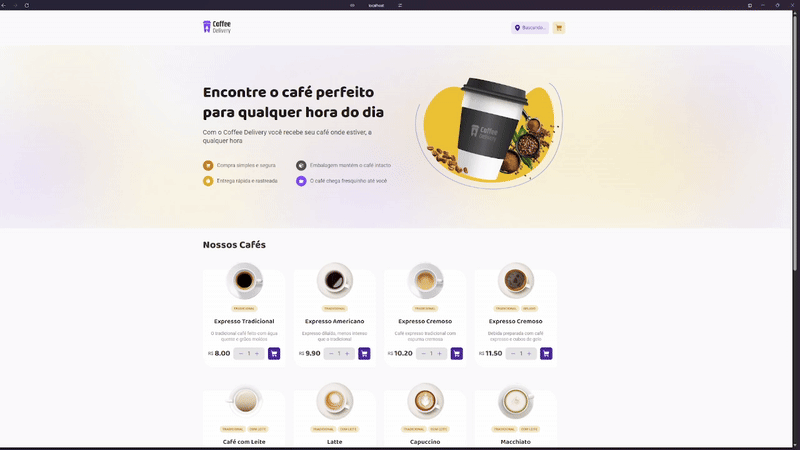 localhost
Coffee
Delivery
Buscando...
Encontre o café perfeito
para qualquer hora do dia
Com o Coffee Delivery você recebe seu café onde estiver, a
qualquer hora
Compra simples e segura
Embalagem mantém o café intacto
Entrega rápida e rastreada
O café chega fresquinho até você
Coffee
Delivery
Nossos Cafés
TRADICIONAL
TRADICIONAL
TRADICIONAL
TRADICIONAL GELADO
Expresso Tradicional
Expresso Americano
Expresso Cremoso
Expresso Cremoso
O tradicional café feito com água
quente e grãos moídos
Expresso diluído, menos intenso
que o tradicional
Café expresso tradicional com
espuma cremosa
Bebida preparada com café
expresso e cubos de gelo
R$ 8.00 − 1 +
R$ 9.90 − 1 +
R$ 10.20 − 1 +
R$ 11.50 − 1 +
TRADICIONAL COM LEITE
TRADICIONAL COM LEITE
TRADICIONAL COM LEITE
TRADICIONAL COM LEITE
Café com Leite
Latte
Capuccino
Macchiato